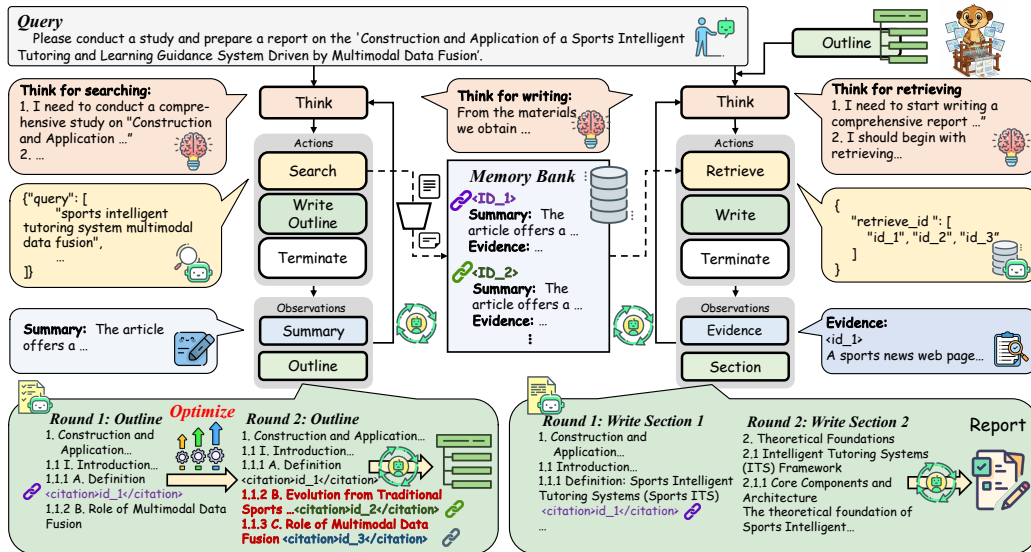 Query
Please conduct a study and prepare a report on the 'Construction and Application of a Sports Intelligent
Tutoring and Learning Guidance System Driven by Multimodal Data Fusion'.
Outline
Think for searching:
1. I need to conduct a compre-
hensive study on "Construction
and Application ..."
2. ...
Think
Actions
Search
Write
Outline
Terminate
Observations
Summary
Outline
{"query": [
"sports intelligent
tutoring system multimodal
data fusion",
...
]}
Summary: The article
offers a ...
Think for writing:
From the materials
we obtain ...
Memory Bank
<ID_1>
Summary: The
article offers a ...
Evidence: ...
<ID_2>
Summary: The
article offers a ...
Evidence: ...
⋮
Think
Actions
Retrieve
Write
Terminate
Observations
Evidence
Section
Think for retrieving
1. I need to start writing a
comprehensive report ..."
2. I should begin with
retrieving...
{
"retrieve_id ": [
"id_1", "id_2", "id_3"
]
}
Evidence:
<id_1>
A sports news web page...
Round 1: Outline
1. Construction and
Application...
1.1 I. Introduction...
1.1.1 A. Definition
<citation>id_1</citation>
1.1.2 B. Role of Multimodal Data
Fusion
Optimize
Round 2: Outline
1. Construction and Application...
1.1 I. Introduction...
1.1.1 A. Definition
<citation>id_1</citation>
1.1.2 B. Evolution from Traditional
Sports ...<citation>id_2</citation>
1.1.3 C. Role of Multimodal Data
Fusion <citation>id_3</citation>
Round 1: Write Section 1
1. Construction and
Application...
1.1 Introduction...
1.1.1 Definition: Sports Intelligent
Tutoring Systems (Sports ITS)
<citation>id_1</citation>
...
Round 2: Write Section 2
2. Theoretical Foundations
2.1 Intelligent Tutoring Systems
(ITS) Framework
2.1.1 Core Components and
Architecture
The theoretical foundation of
Sports Intelligent...
Report